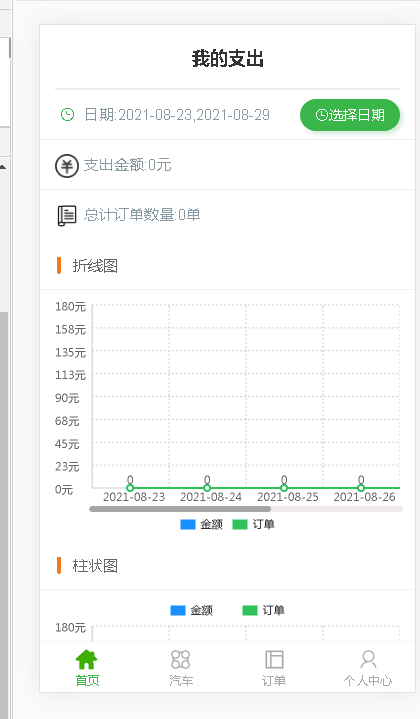 我的支出
日期:2021-08-23,2021-08-29 选择日期
支出金额:0元
总计订单数量:0单
折线图
180元
158元
135元
113元
90元
68元
45元
23元
0元
0 0 0 0
2021-08-23 2021-08-24 2021-08-25 2021-08-26
金额 订单
柱状图
金额 订单
180元
首页 汽车 订单 个人中心